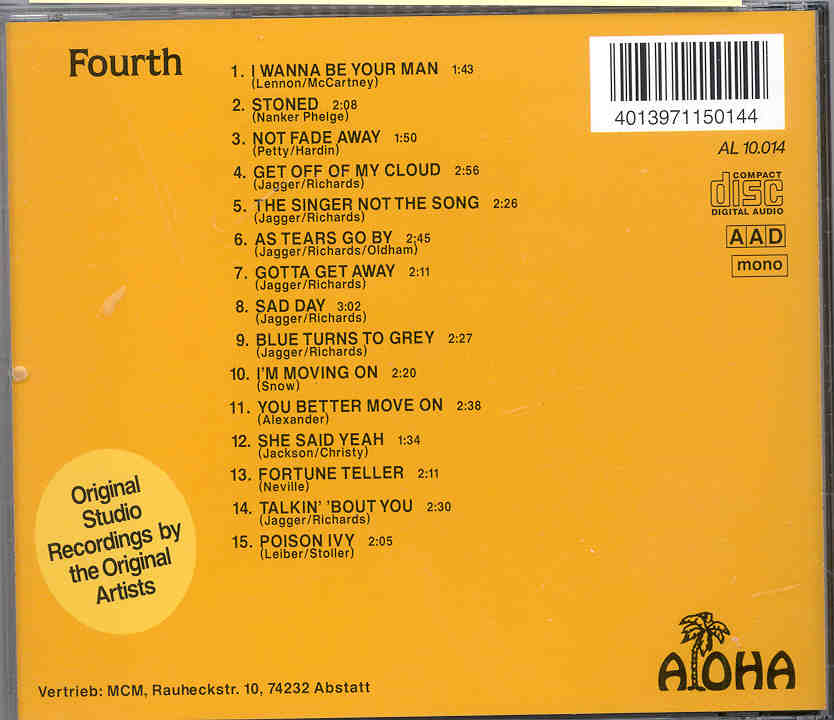 Fourth
1. I WANNA BE YOUR MAN 1:43
(Lennon/McCartney)
2. STONED 2:08
(Nanker Phelge)
3. NOT FADE AWAY 1:50
(Petty/Hardin)
4. GET OFF OF MY CLOUD 2:56
(Jagger/Richards)
5. THE SINGER NOT THE SONG 2:26
(Jagger/Richards)
6. AS TEARS GO BY 2:45
(Jagger/Richards/Oldham)
7. GOTTA GET AWAY 2:11
(Jagger/Richards)
8. SAD DAY 3:02
(Jagger/Richards)
9. BLUE TURNS TO GREY 2:27
(Jagger/Richards)
10. I'M MOVING ON 2:20
(Snow)
11. YOU BETTER MOVE ON 2:38
(Alexander)
12. SHE SAID YEAH 1:34
(Jackson/Christy)
13. FORTUNE TELLER 2:11
(Neville)
14. TALKIN' 'BOUT YOU 2:30
(Jagger/Richards)
15. POISON IVY 2:05
(Leiber/Stoller)
4013971150144
AL 10.014
COMPACT
disc
DIGITAL AUDIO
AAD
mono
Original
Studio
Recordings by
the Original
Artists
Vertrieb: MCM, Rauheckstr. 10, 74232 Abstatt
ALOHA